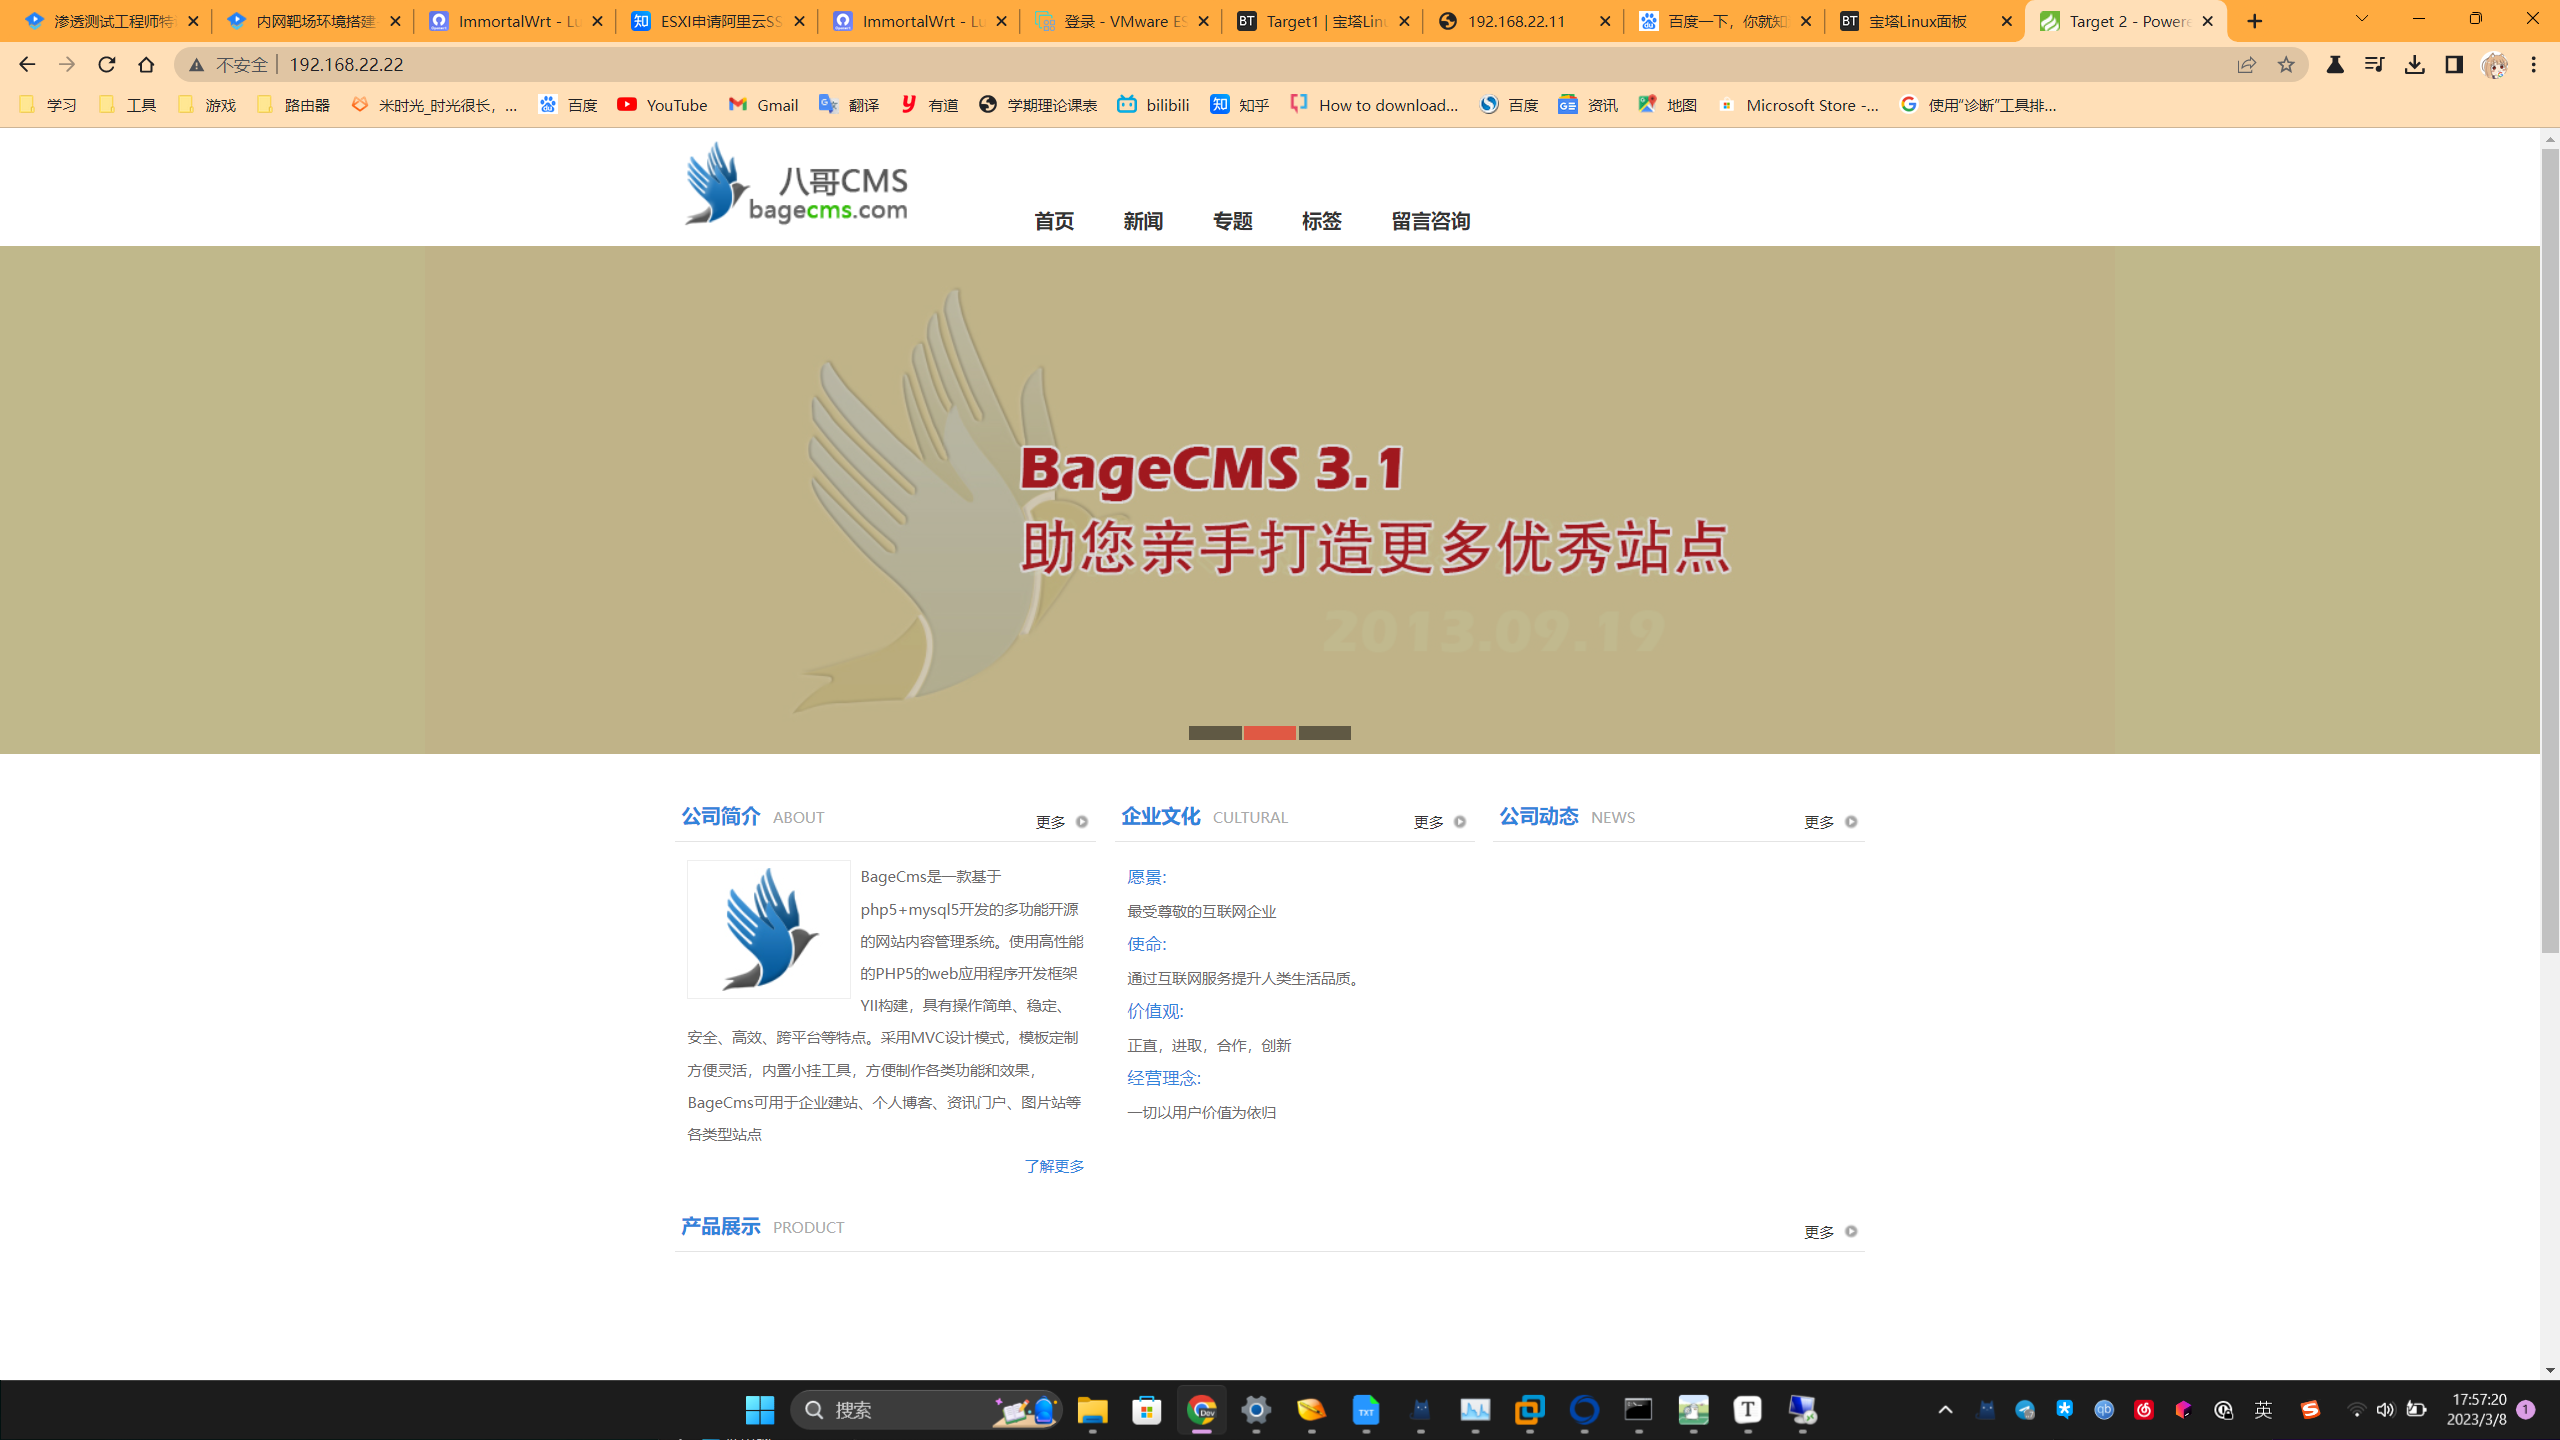 渗透测试工程师特
内网靶场环境搭建
ImmortalWrt - Lu
ESXI申请阿里云SS
ImmortalWrt - Lu
登录 - VMware ES
Target1 | 宝塔Linu
192.168.22.11
百度一下，你就知
宝塔Linux面板
Target 2 - Powere
不安全
192.168.22.22
学习
工具
游戏
路由器
米时光_时光很长，...
百度
YouTube
Gmail
翻译
有道
学期理论课表
bilibili
知乎
How to download...
百度
资讯
地图
Microsoft Store -...
使用“诊断”工具排...
八哥CMS
bagecms.com
首页
新闻
专题
标签
留言咨询
BageCMS 3.1
助您亲手打造更多优秀站点
2013.09.19
公司简介 ABOUT
更多
BageCms是一款基于
php5+mysql5开发的多功能开源
的网站内容管理系统。使用高性能
的PHP5的web应用程序开发框架
YII构建，具有操作简单、稳定、
安全、高效、跨平台等特点。采用MVC设计模式，模板定制
方便灵活，内置小挂工具，方便制作各类功能和效果，
BageCms可用于企业建站、个人博客、资讯门户、图片站等
各类型站点
了解更多
企业文化 CULTURAL
更多
愿景:
最受尊敬的互联网企业
使命:
通过互联网服务提升人类生活品质。
价值观:
正直，进取，合作，创新
经营理念:
一切以用户价值为依归
公司动态 NEWS
更多
产品展示 PRODUCT
更多
搜索
英
17:57:20
2023/3/8
1